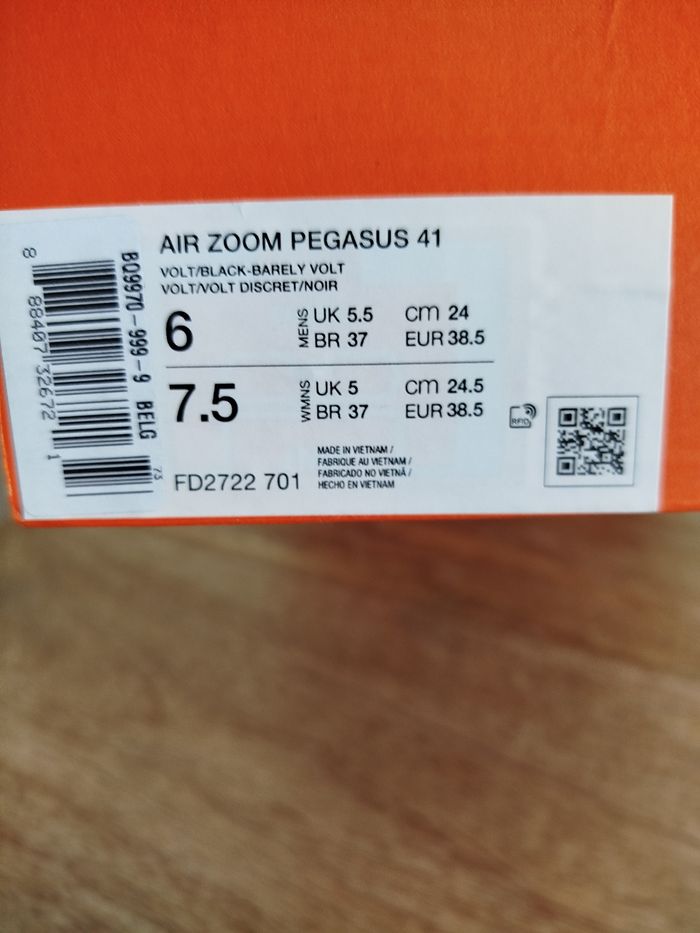 AIR ZOOM PEGASUS 41
VOLT/BLACK-BARELY VOLT
VOLT/VOLT DISCRET/NOIR
6
MENS
UK 5.5 cm 24
BR 37 EUR 38.5
7.5
WMNS
UK 5 cm 24.5
BR 37 EUR 38.5
RFID
FD2722 701
MADE IN VIETNAM /
FABRIQUE AU VIETNAM /
FABRICADO NO VIETNÃ /
HECHO EN VIETNAM
BQ9970-999-9 BELG
8 88407 32672 1
73